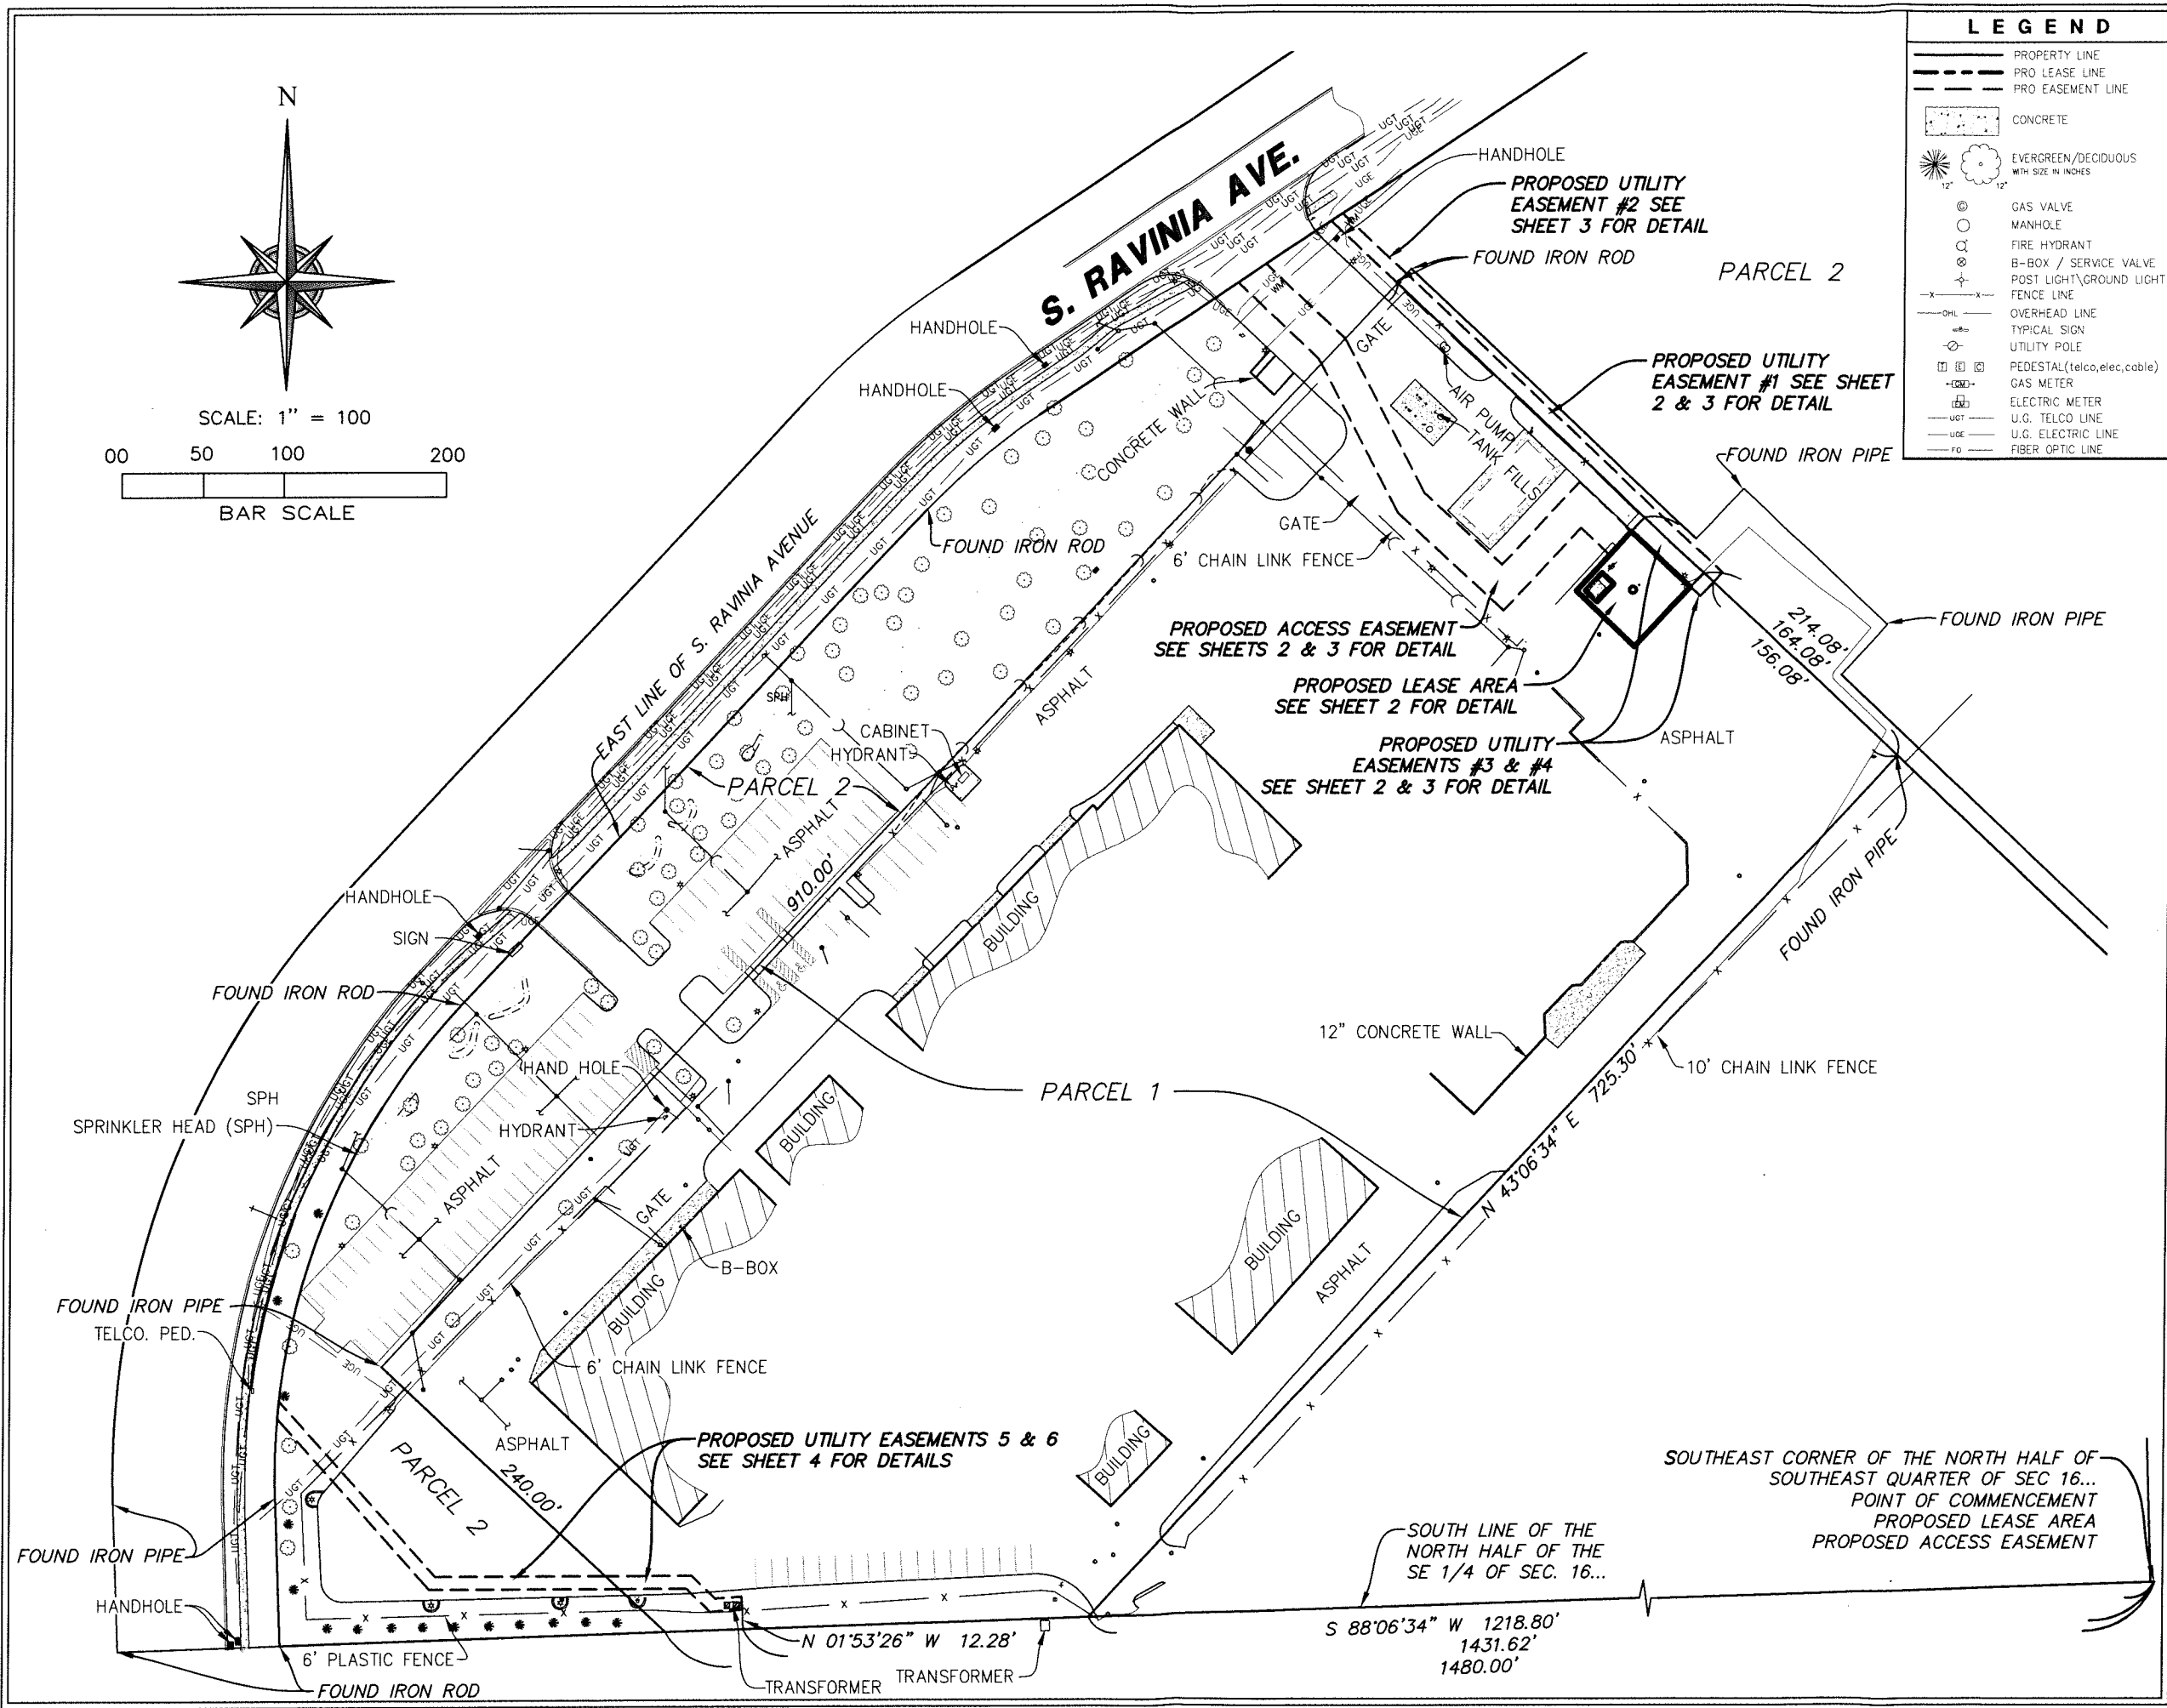 LEGEND
PROPERTY LINE
PRO LEASE LINE
PRO EASEMENT LINE
CONCRETE
EVERGREEN/DECIDUOUS
WITH SIZE IN INCHES
12" 12"
GAS VALVE
MANHOLE
FIRE HYDRANT
B-BOX / SERVICE VALVE
POST LIGHT\GROUND LIGHT
x x FENCE LINE
OHL OVERHEAD LINE
TYPICAL SIGN
UTILITY POLE
T E C PEDESTAL(telco,elec,cable)
GM GAS METER
EM ELECTRIC METER
UGT U.G. TELCO LINE
UGE U.G. ELECTRIC LINE
FO FIBER OPTIC LINE
N
SCALE: 1" = 100
00 50 100 200
BAR SCALE
S. RAVINIA AVE.
HANDHOLE
PROPOSED UTILITY
EASEMENT #2 SEE
SHEET 3 FOR DETAIL
FOUND IRON ROD
PARCEL 2
HANDHOLE
HANDHOLE
GATE
PROPOSED UTILITY
EASEMENT #1 SEE SHEET
2 & 3 FOR DETAIL
AIR PUMP
TANK FILLS
CONCRETE WALL
FOUND IRON PIPE
GATE
6' CHAIN LINK FENCE
FOUND IRON ROD
EAST LINE OF S. RAVINIA AVENUE
PROPOSED ACCESS EASEMENT
SEE SHEETS 2 & 3 FOR DETAIL
FOUND IRON PIPE
214.08'
164.08'
156.08'
PROPOSED LEASE AREA
SEE SHEET 2 FOR DETAIL
ASPHALT
SPH
CABINET
HYDRANT
PROPOSED UTILITY
EASEMENTS #3 & #4
SEE SHEET 2 & 3 FOR DETAIL
ASPHALT
PARCEL 2
ASPHALT
910.00'
HANDHOLE
SIGN
BUILDING
FOUND IRON PIPE
FOUND IRON ROD
12" CONCRETE WALL
10' CHAIN LINK FENCE
HAND HOLE
PARCEL 1
SPH
SPRINKLER HEAD (SPH)
HYDRANT
BUILDING
N 43°06'34" E 725.30'
ASPHALT
GATE
B-BOX
BUILDING
BUILDING
ASPHALT
FOUND IRON PIPE
TELCO. PED.
6' CHAIN LINK FENCE
ASPHALT
PROPOSED UTILITY EASEMENTS 5 & 6
SEE SHEET 4 FOR DETAILS
PARCEL 2
240.00'
BUILDING
SOUTHEAST CORNER OF THE NORTH HALF OF
SOUTHEAST QUARTER OF SEC 16...
POINT OF COMMENCEMENT
PROPOSED LEASE AREA
PROPOSED ACCESS EASEMENT
FOUND IRON PIPE
SOUTH LINE OF THE
NORTH HALF OF THE
SE 1/4 OF SEC. 16...
HANDHOLE
6' PLASTIC FENCE
FOUND IRON ROD
N 01°53'26" W 12.28'
TRANSFORMER
TRANSFORMER
S 88°06'34" W 1218.80'
1431.62'
1480.00'